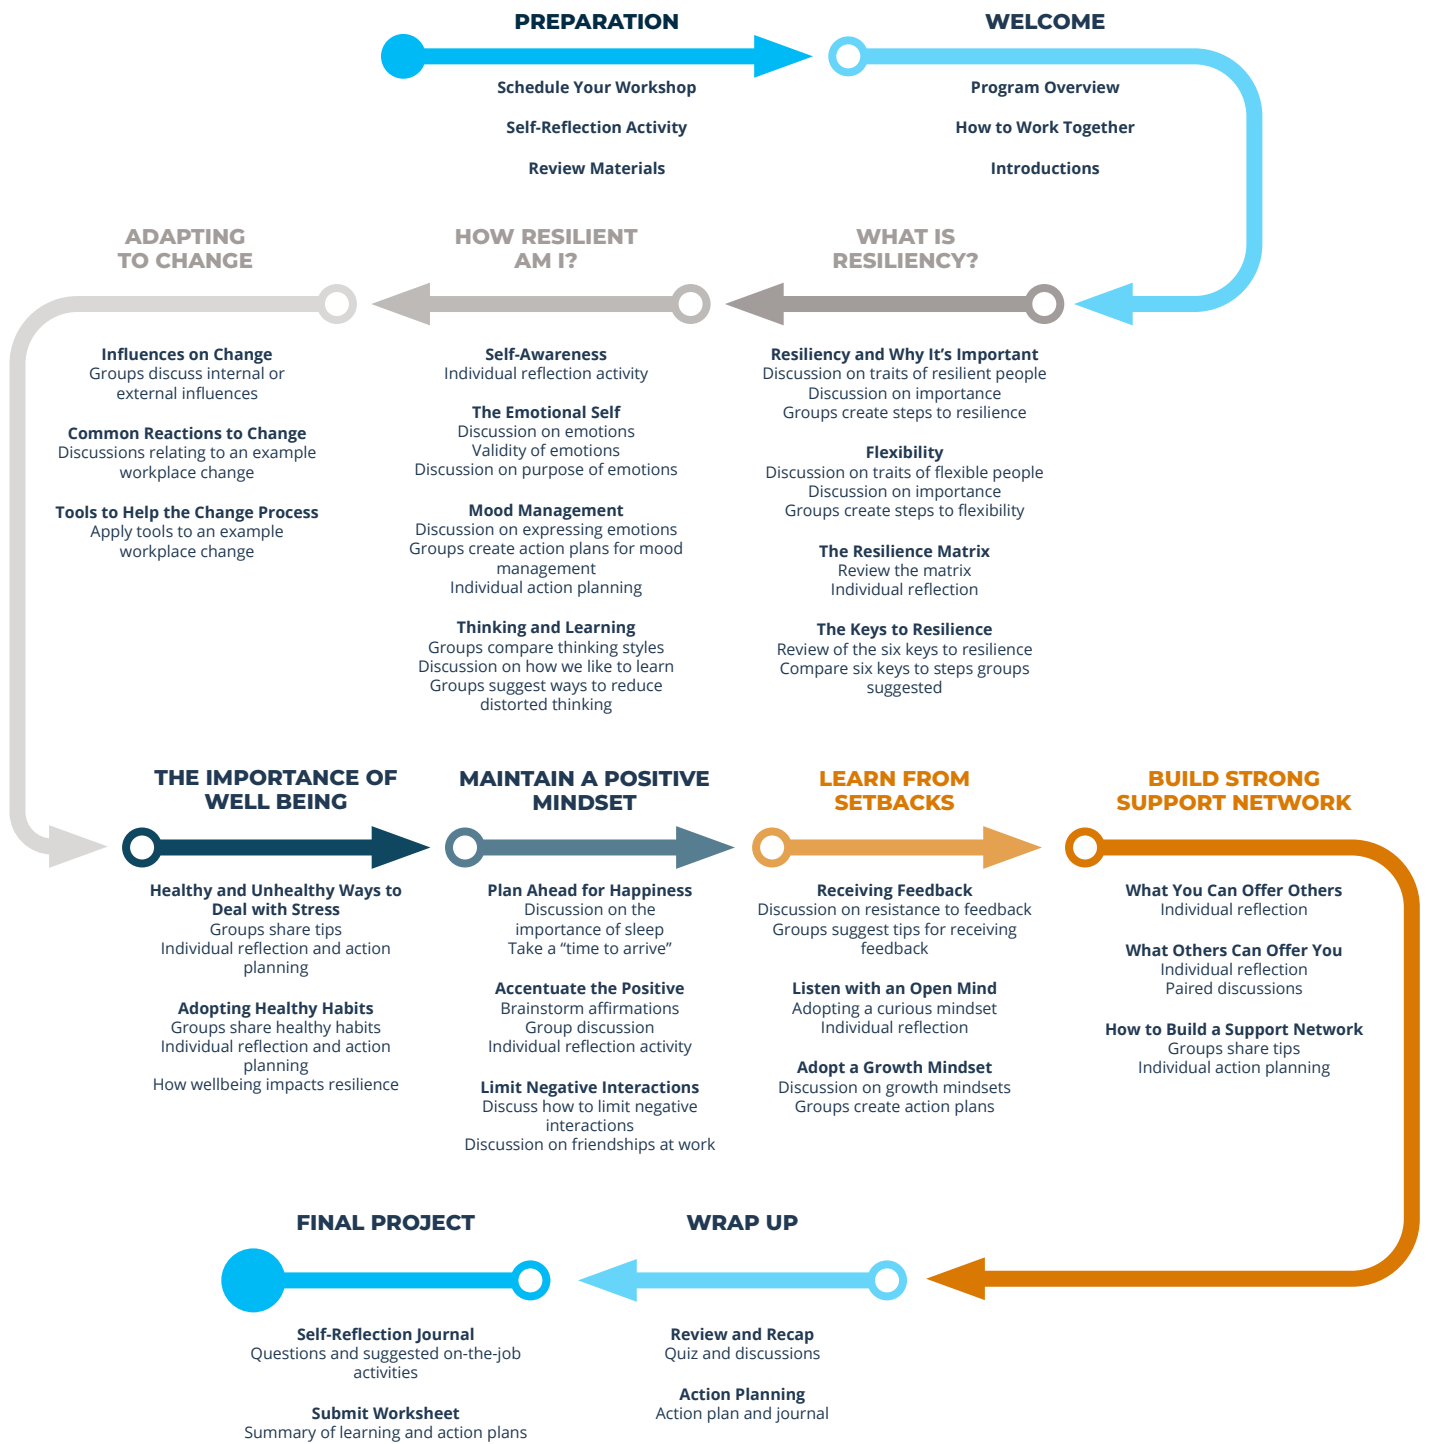 PREPARATION
Schedule Your Workshop
Self-Reflection Activity
Review Materials
WELCOME
Program Overview
How to Work Together
Introductions
WHAT IS
RESILIENCY?
Resiliency and Why It’s Important
Discussion on traits of resilient people
Discussion on importance
Groups create steps to resilience
Flexibility
Discussion on traits of flexible people
Discussion on importance
Groups create steps to flexibility
The Resilience Matrix
Review the matrix
Individual reflection
The Keys to Resilience
Review of the six keys to resilience
Compare six keys to steps groups
suggested
HOW RESILIENT
AM I?
Self-Awareness
Individual reflection activity
The Emotional Self
Discussion on emotions
Validity of emotions
Discussion on purpose of emotions
Mood Management
Discussion on expressing emotions
Groups create action plans for mood
management
Individual action planning
Thinking and Learning
Groups compare thinking styles
Discussion on how we like to learn
Groups suggest ways to reduce
distorted thinking
ADAPTING
TO CHANGE
Influences on Change
Groups discuss internal or
external influences
Common Reactions to Change
Discussions relating to an example
workplace change
Tools to Help the Change Process
Apply tools to an example
workplace change
THE IMPORTANCE OF
WELL BEING
Healthy and Unhealthy Ways to
Deal with Stress
Groups share tips
Individual reflection and action
planning
Adopting Healthy Habits
Groups share healthy habits
Individual reflection and action
planning
How wellbeing impacts resilience
MAINTAIN A POSITIVE
MINDSET
Plan Ahead for Happiness
Discussion on the
importance of sleep
Take a “time to arrive”
Accentuate the Positive
Brainstorm affirmations
Group discussion
Individual reflection activity
Limit Negative Interactions
Discuss how to limit negative
interactions
Discussion on friendships at work
LEARN FROM
SETBACKS
Receiving Feedback
Discussion on resistance to feedback
Groups suggest tips for receiving
feedback
Listen with an Open Mind
Adopting a curious mindset
Individual reflection
Adopt a Growth Mindset
Discussion on growth mindsets
Groups create action plans
BUILD STRONG
SUPPORT NETWORK
What You Can Offer Others
Individual reflection
What Others Can Offer You
Individual reflection
Paired discussions
How to Build a Support Network
Groups share tips
Individual action planning
WRAP UP
Review and Recap
Quiz and discussions
Action Planning
Action plan and journal
FINAL PROJECT
Self-Reflection Journal
Questions and suggested on-the-job
activities
Submit Worksheet
Summary of learning and action plans